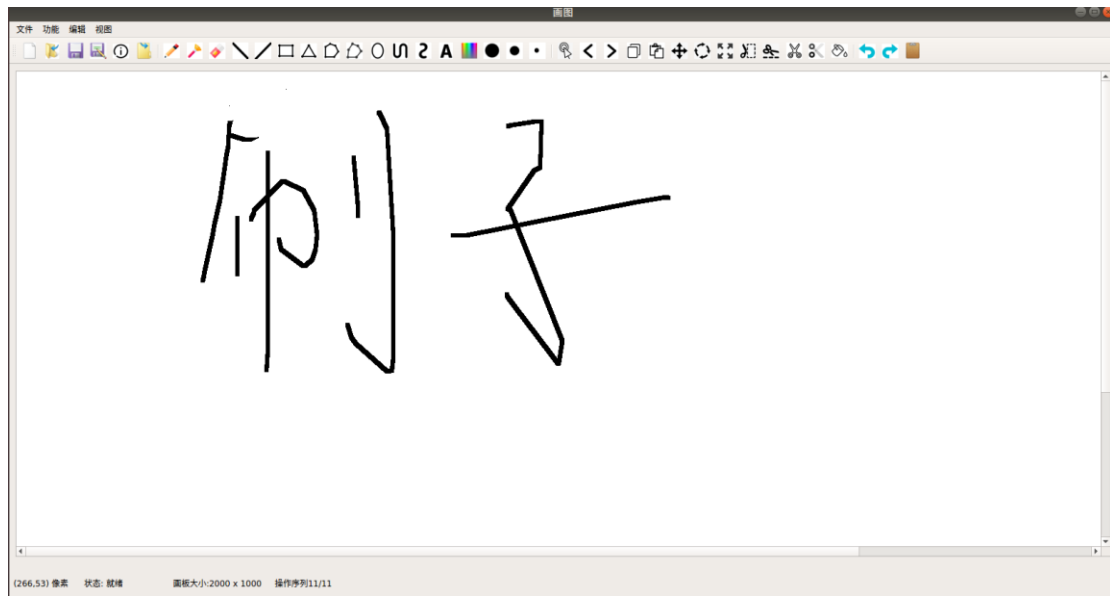 画图
文件 功能 编辑 视图
A
刷子
(266,53) 像素 状态: 就绪 画板大小:2000 x 1000 操作序列11/11